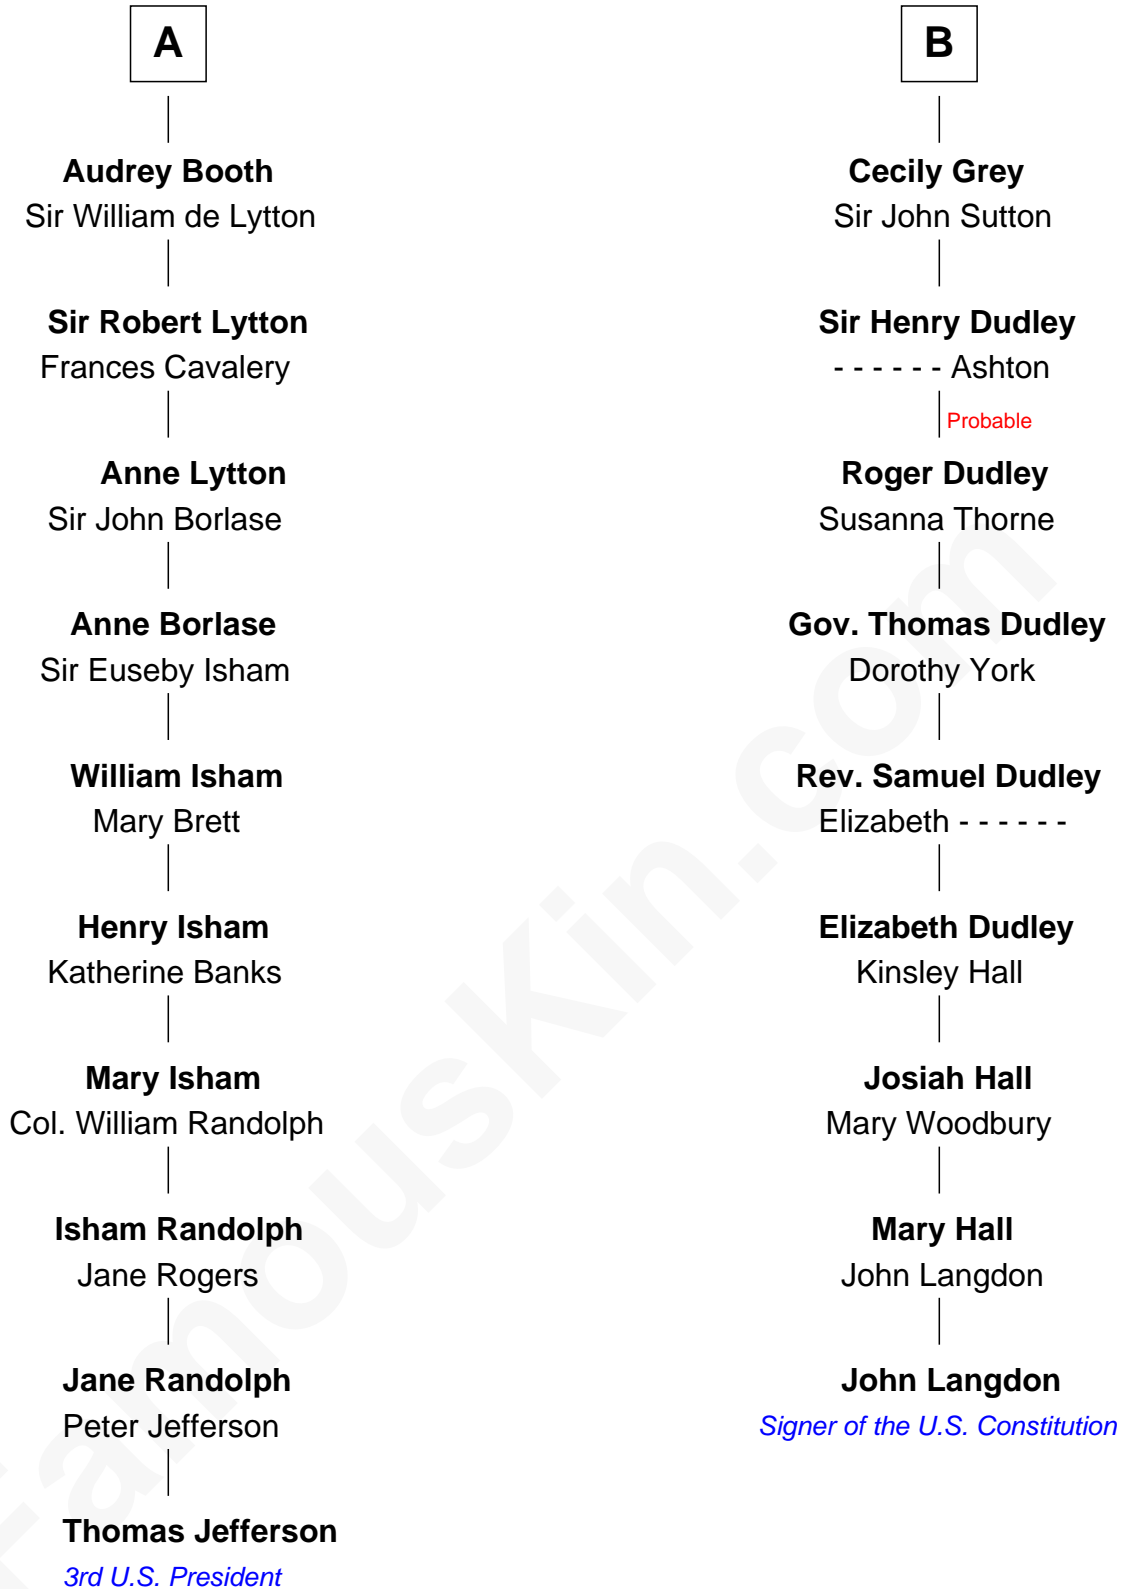 A
Audrey Booth
Sir William de Lytton
Sir Robert Lytton
Frances Cavalery
Anne Lytton
Sir John Borlase
Anne Borlase
Sir Euseby Isham
William Isham
Mary Brett
Henry Isham
Katherine Banks
Mary Isham
Col. William Randolph
Isham Randolph
Jane Rogers
Jane Randolph
Peter Jefferson
Thomas Jefferson
3rd U.S. President
B
Cecily Grey
Sir John Sutton
Sir Henry Dudley
- - - - - - Ashton
Probable
Roger Dudley
Susanna Thorne
Gov. Thomas Dudley
Dorothy York
Rev. Samuel Dudley
Elizabeth - - - - - -
Elizabeth Dudley
Kinsley Hall
Josiah Hall
Mary Woodbury
Mary Hall
John Langdon
John Langdon
Signer of the U.S. Constitution
FamousKin.com